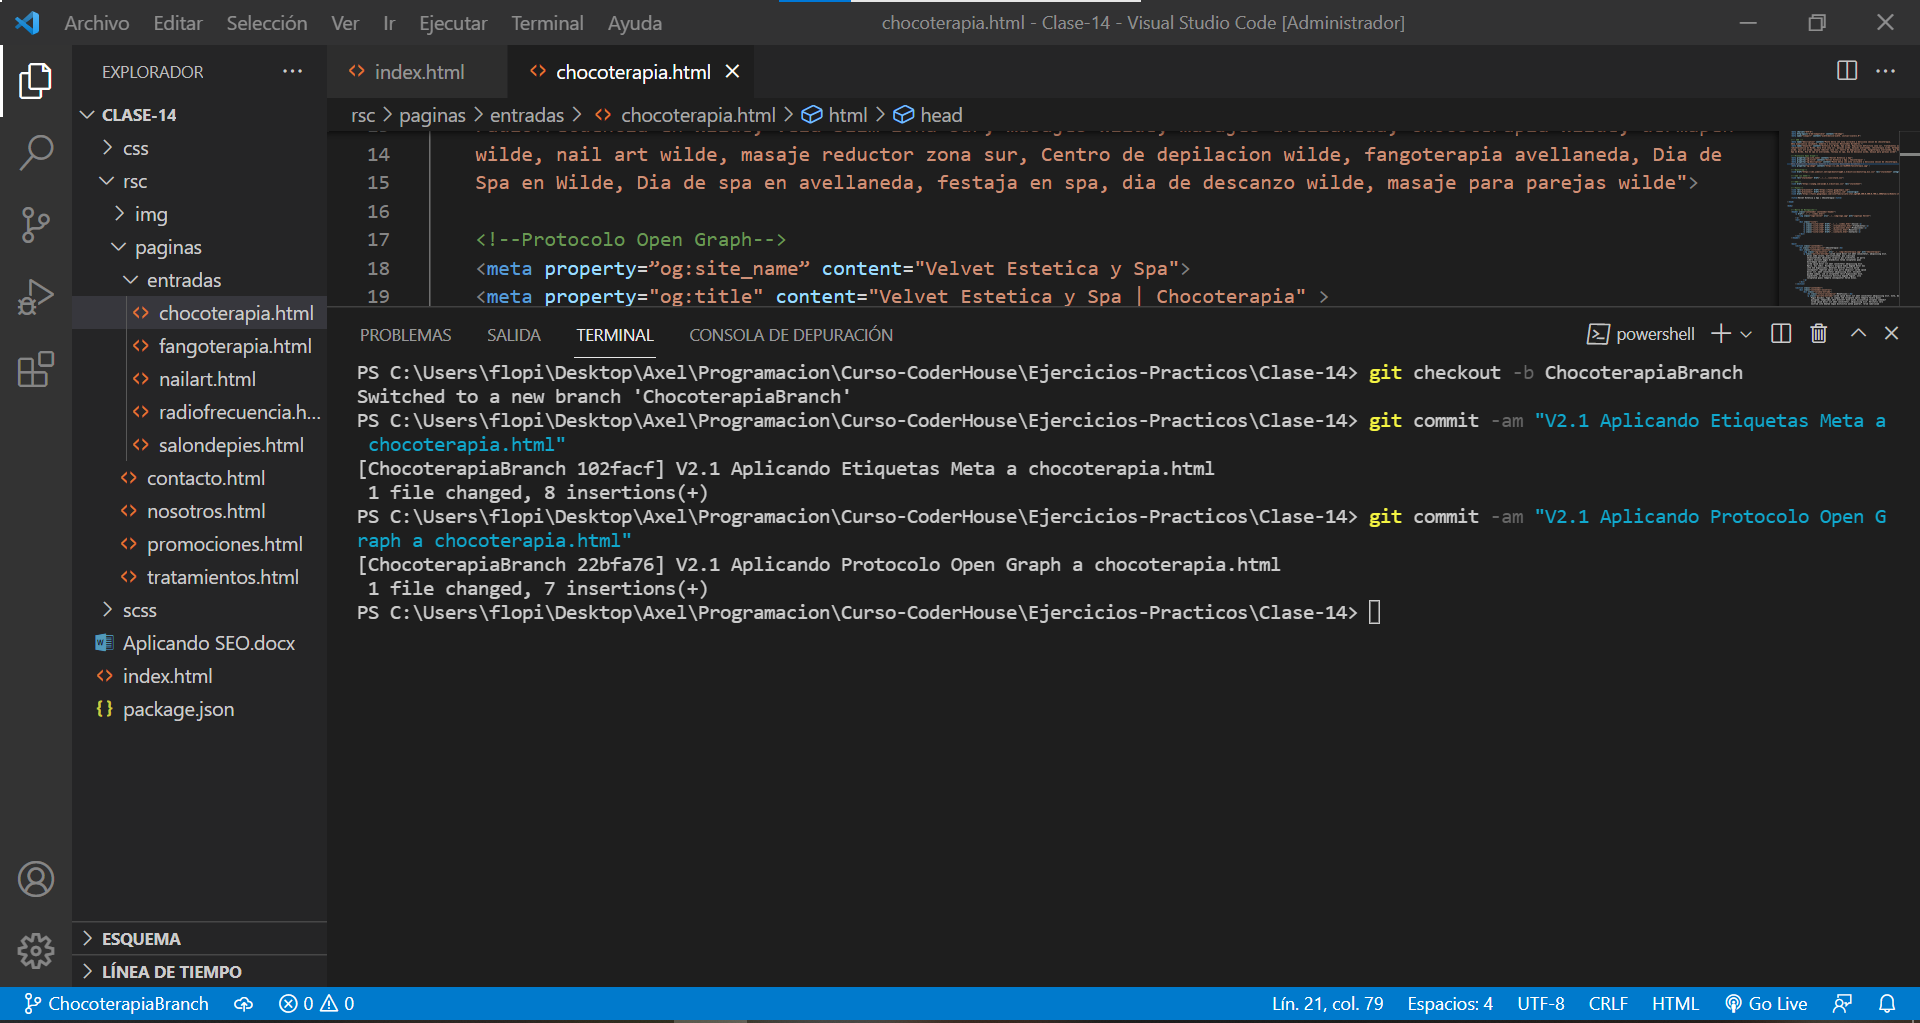 Archivo Editar Selección Ver Ir Ejecutar Terminal Ayuda chocoterapia.html - Clase-14 - Visual Studio Code [Administrador]
EXPLORADOR
CLASE-14
css
rsc
img
paginas
entradas
chocoterapia.html
fangoterapia.html
nailart.html
radiofrecuencia.h...
salondepies.html
contacto.html
nosotros.html
promociones.html
tratamientos.html
scss
Aplicando SEO.docx
index.html
package.json
ESQUEMA
LÍNEA DE TIEMPO
index.html chocoterapia.html
rsc > paginas > entradas > chocoterapia.html > html > head
14 wilde, nail art wilde, masaje reductor zona sur, Centro de depilacion wilde, fangoterapia avellaneda, Dia de
15 Spa en Wilde, Dia de spa en avellaneda, festaja en spa, dia de descanzo wilde, masaje para parejas wilde">
16
17 <!--Protocolo Open Graph-->
18 <meta property=”og:site_name” content="Velvet Estetica y Spa">
19 <meta property="og:title" content="Velvet Estetica y Spa | Chocoterapia" >
PROBLEMAS SALIDA TERMINAL CONSOLA DE DEPURACIÓN powershell
PS C:\Users\flopi\Desktop\Axel\Programacion\Curso-CoderHouse\Ejercicios-Practicos\Clase-14> git checkout -b ChocoterapiaBranch
Switched to a new branch 'ChocoterapiaBranch'
PS C:\Users\flopi\Desktop\Axel\Programacion\Curso-CoderHouse\Ejercicios-Practicos\Clase-14> git commit -am "V2.1 Aplicando Etiquetas Meta a
chocoterapia.html"
[ChocoterapiaBranch 102facf] V2.1 Aplicando Etiquetas Meta a chocoterapia.html
1 file changed, 8 insertions(+)
PS C:\Users\flopi\Desktop\Axel\Programacion\Curso-CoderHouse\Ejercicios-Practicos\Clase-14> git commit -am "V2.1 Aplicando Protocolo Open G
raph a chocoterapia.html"
[ChocoterapiaBranch 22bfa76] V2.1 Aplicando Protocolo Open Graph a chocoterapia.html
1 file changed, 7 insertions(+)
PS C:\Users\flopi\Desktop\Axel\Programacion\Curso-CoderHouse\Ejercicios-Practicos\Clase-14>
ChocoterapiaBranch 0 0 Lín. 21, col. 79 Espacios: 4 UTF-8 CRLF HTML Go Live